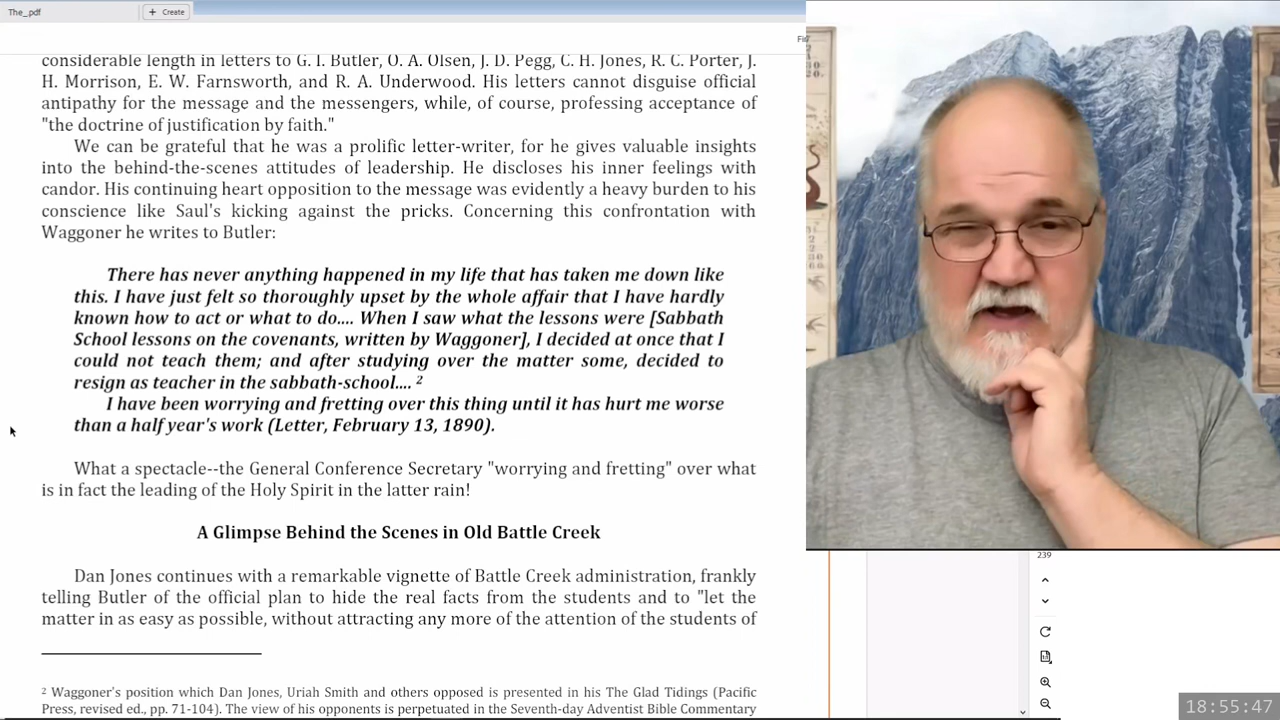 The_.pdf
+ Create
considerable length in letters to G. I. Butler, O. A. Olsen, J. D. Pegg, C. H. Jones, R. C. Porter, J.
H. Morrison, E. W. Farnsworth, and R. A. Underwood. His letters cannot disguise official
antipathy for the message and the messengers, while, of course, professing acceptance of
"the doctrine of justification by faith."
We can be grateful that he was a prolific letter-writer, for he gives valuable insights
into the behind-the-scenes attitudes of leadership. He discloses his inner feelings with
candor. His continuing heart opposition to the message was evidently a heavy burden to his
conscience like Saul's kicking against the pricks. Concerning this confrontation with
Waggoner he writes to Butler:
There has never anything happened in my life that has taken me down like
this. I have just felt so thoroughly upset by the whole affair that I have hardly
known how to act or what to do.... When I saw what the lessons were [Sabbath
School lessons on the covenants, written by Waggoner], I decided at once that I
could not teach them; and after studying over the matter some, decided to
resign as teacher in the sabbath-school.... 2
I have been worrying and fretting over this thing until it has hurt me worse
than a half year's work (Letter, February 13, 1890).
What a spectacle--the General Conference Secretary "worrying and fretting" over what
is in fact the leading of the Holy Spirit in the latter rain!
A Glimpse Behind the Scenes in Old Battle Creek
Dan Jones continues with a remarkable vignette of Battle Creek administration, frankly
telling Butler of the official plan to hide the real facts from the students and to "let the
matter in as easy as possible, without attracting any more of the attention of the students of
2 Waggoner's position which Dan Jones, Uriah Smith and others opposed is presented in his The Glad Tidings (Pacific
Press, revised ed., pp. 71-104). The view of his opponents is perpetuated in the Seventh-day Adventist Bible Commentary
239
18:55:47